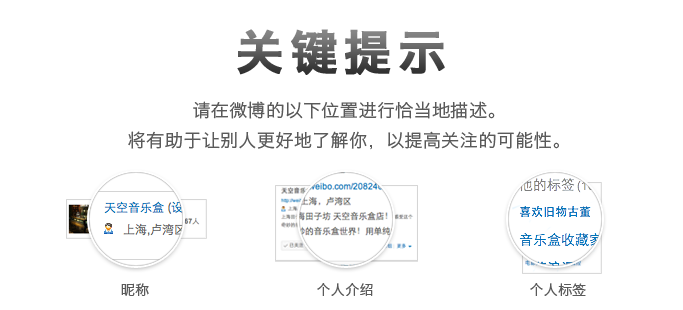 关键提示
请在微博的以下位置进行恰当地描述。
将有助于让别人更好地了解你，以提高关注的可能性。
天空音乐盒 (设
上海,卢湾区
67人
昵称
天空音乐
weibo.com/20824
上海，卢湾区
海田子坊 天空音乐盒店！
的音乐盒世界！用单纯
更多
个人介绍
他的标签
喜欢旧物古董
音乐盒收藏家
个人标签